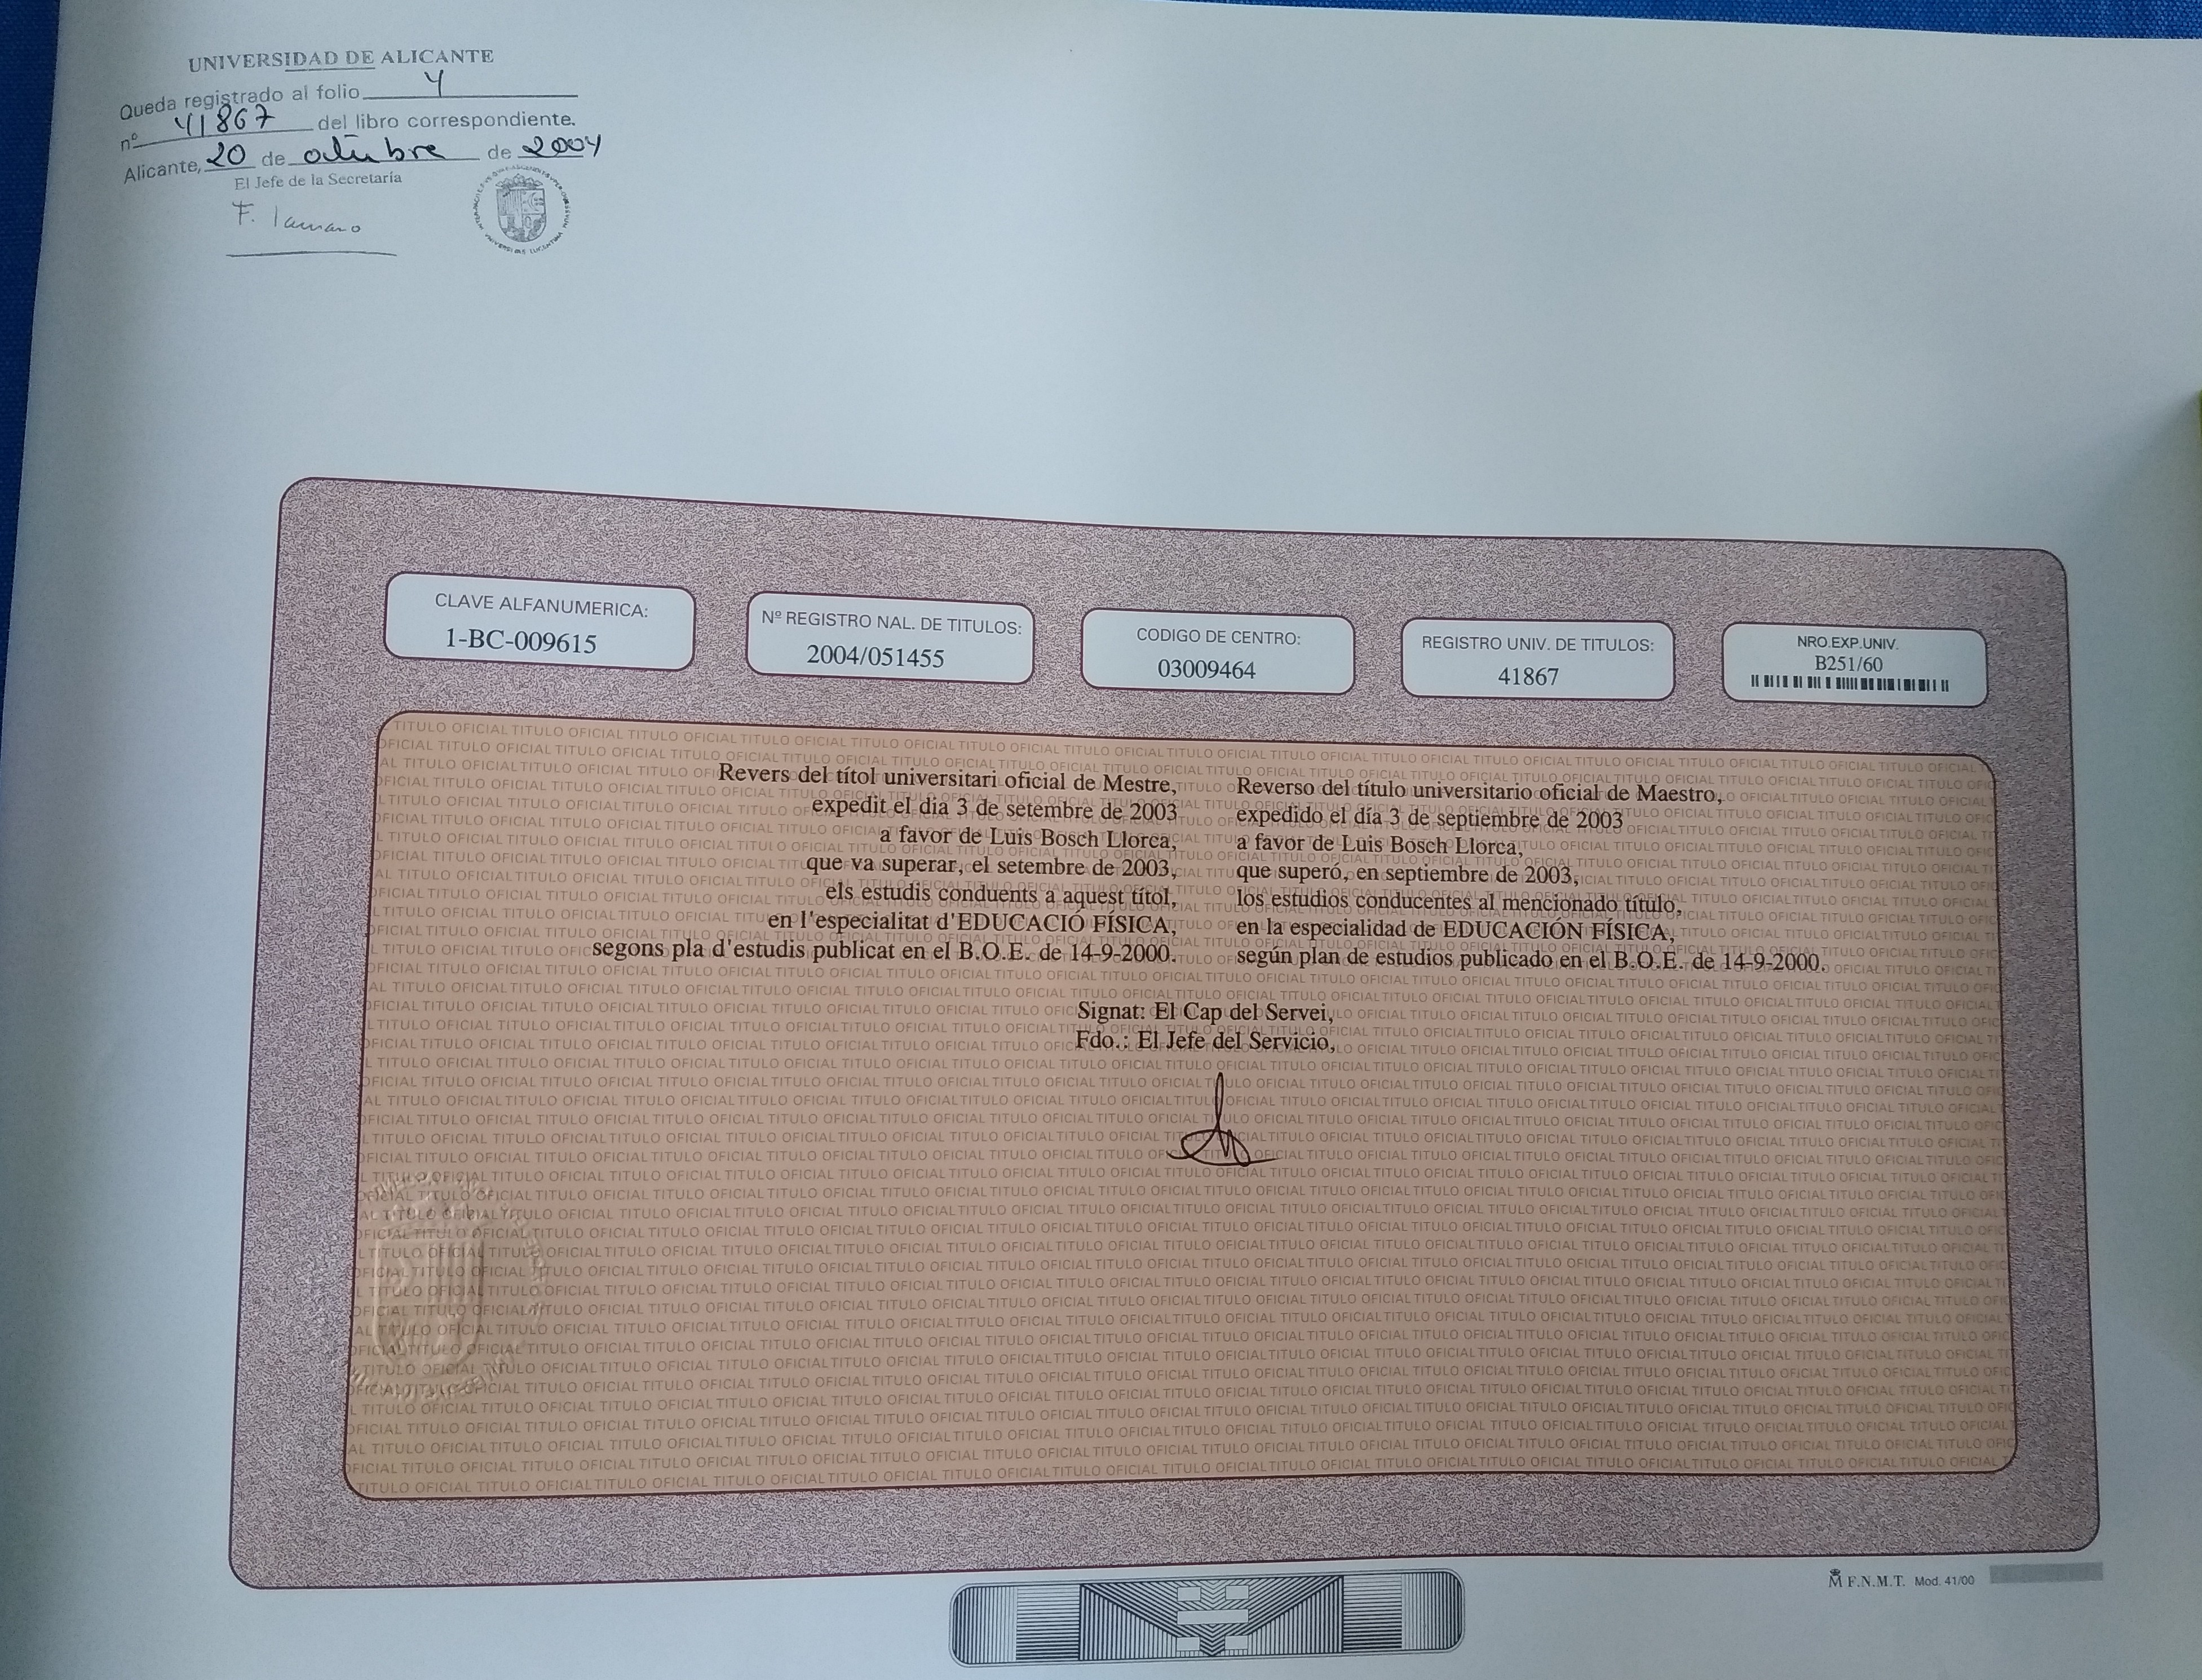 UNIVERSIDAD DE ALICANTE
Queda registrado al folio 4
nº 41867 del libro correspondiente.
Alicante, 20 de octubre de 2004
El Jefe de la Secretaría
CLAVE ALFANUMERICA:
1-BC-009615
Nº REGISTRO NAL. DE TITULOS:
2004/051455
CODIGO DE CENTRO:
03009464
REGISTRO UNIV. DE TITULOS:
41867
NRO.EXP.UNIV.
B251/60
Revers del títol universitari oficial de Mestre,
expedit el dia 3 de setembre de 2003
a favor de Luis Bosch Llorca,
que va superar, el setembre de 2003,
els estudis conduents a aquest títol,
en l'especialitat d'EDUCACIÓ FÍSICA,
segons pla d'estudis publicat en el B.O.E. de 14-9-2000.
Reverso del título universitario oficial de Maestro,
expedido el día 3 de septiembre de 2003
a favor de Luis Bosch Llorca,
que superó, en septiembre de 2003,
los estudios conducentes al mencionado título,
en la especialidad de EDUCACIÓN FÍSICA,
según plan de estudios publicado en el B.O.E. de 14-9-2000.
Signat: El Cap del Servei,
Fdo.: El Jefe del Servicio,
F.N.M.T. Mod. 41/00